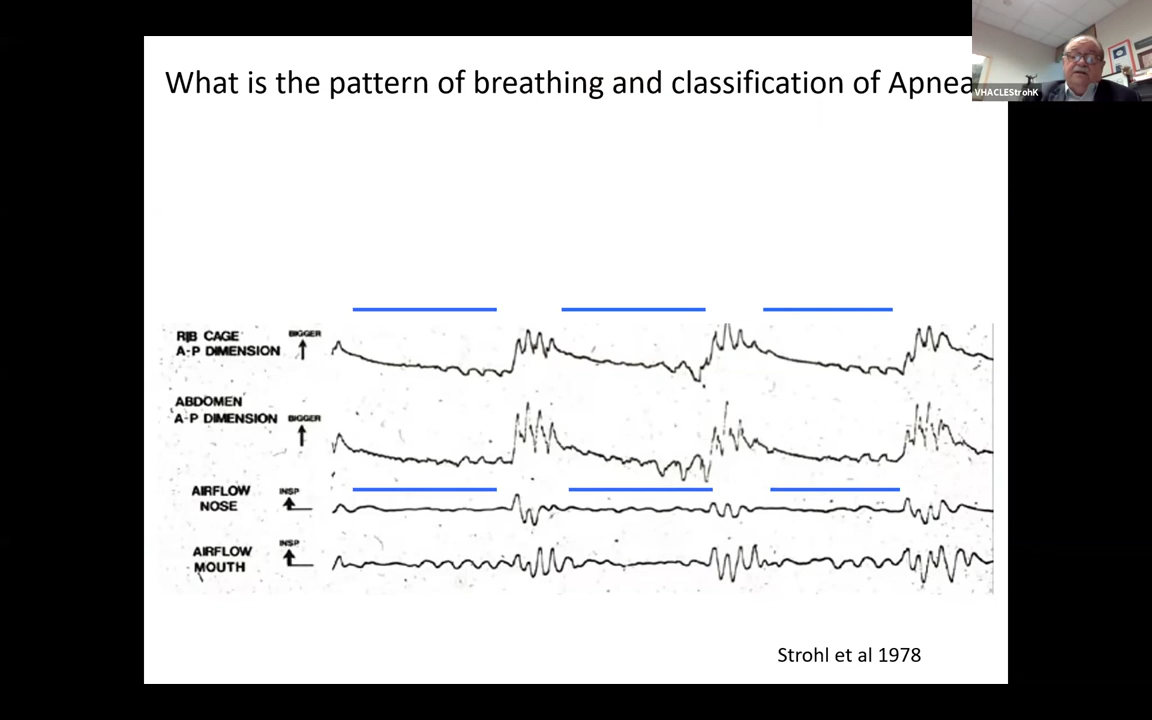 What is the pattern of breathing and classification of Apnea
VHACLEStrohK
RIB CAGE
A-P DIMENSION
BIGGER
ABDOMEN
A-P DIMENSION
BIGGER
AIRFLOW
NOSE
INSP
AIRFLOW
MOUTH
INSP
Strohl et al 1978